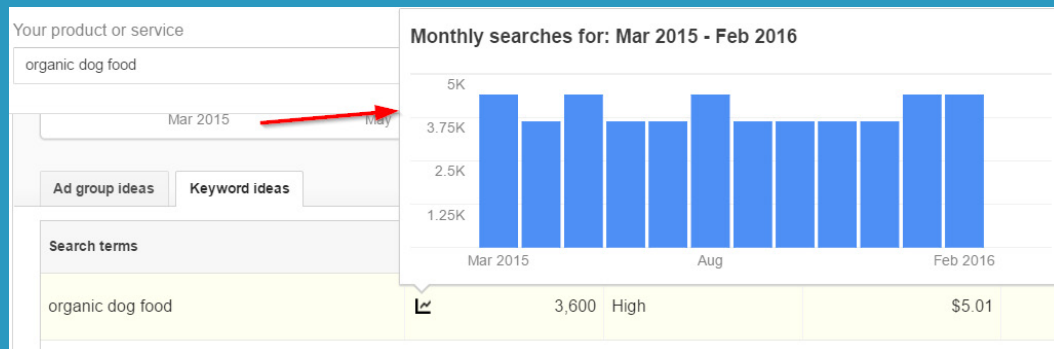 Your product or service
organic dog food
Mar 2015
May
Ad group ideas
Keyword ideas
Search terms
Monthly searches for: Mar 2015 - Feb 2016
5K
3.75K
2.5K
1.25K
Mar 2015 Aug Feb 2016
organic dog food 3,600 High $5.01